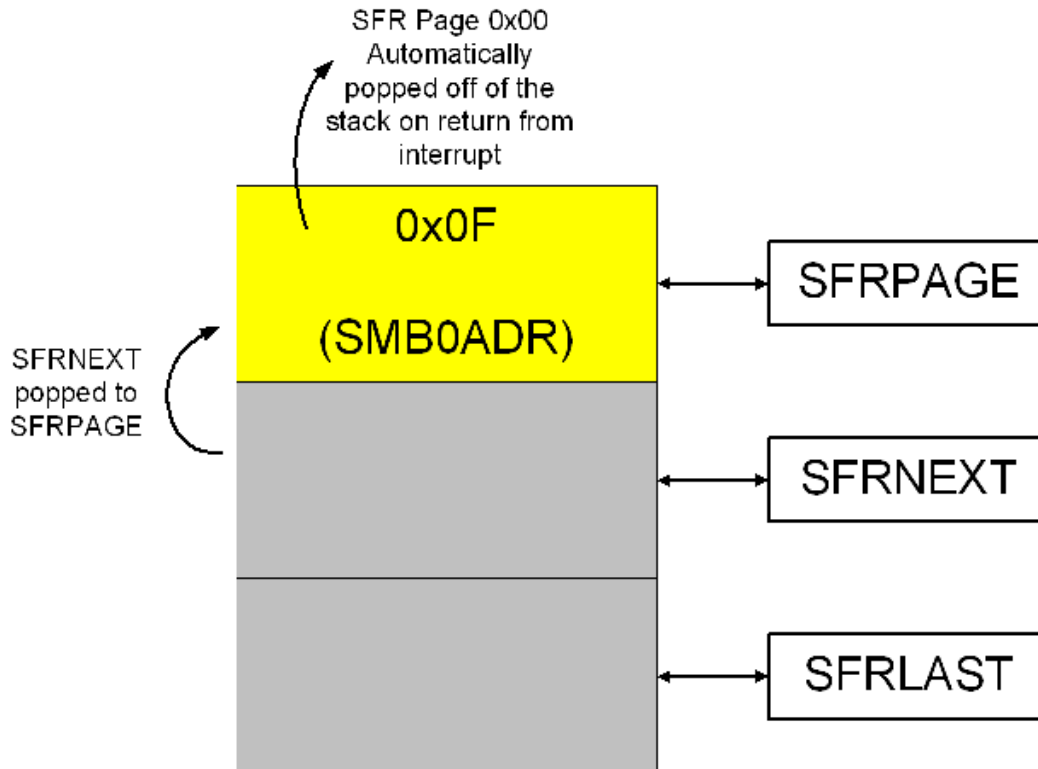 SFR Page 0x00
Automatically
popped off of the
stack on return from
interrupt
0x0F
(SMB0ADR)
SFRPAGE
SFRNEXT
popped to
SFRPAGE
SFRNEXT
SFRLAST